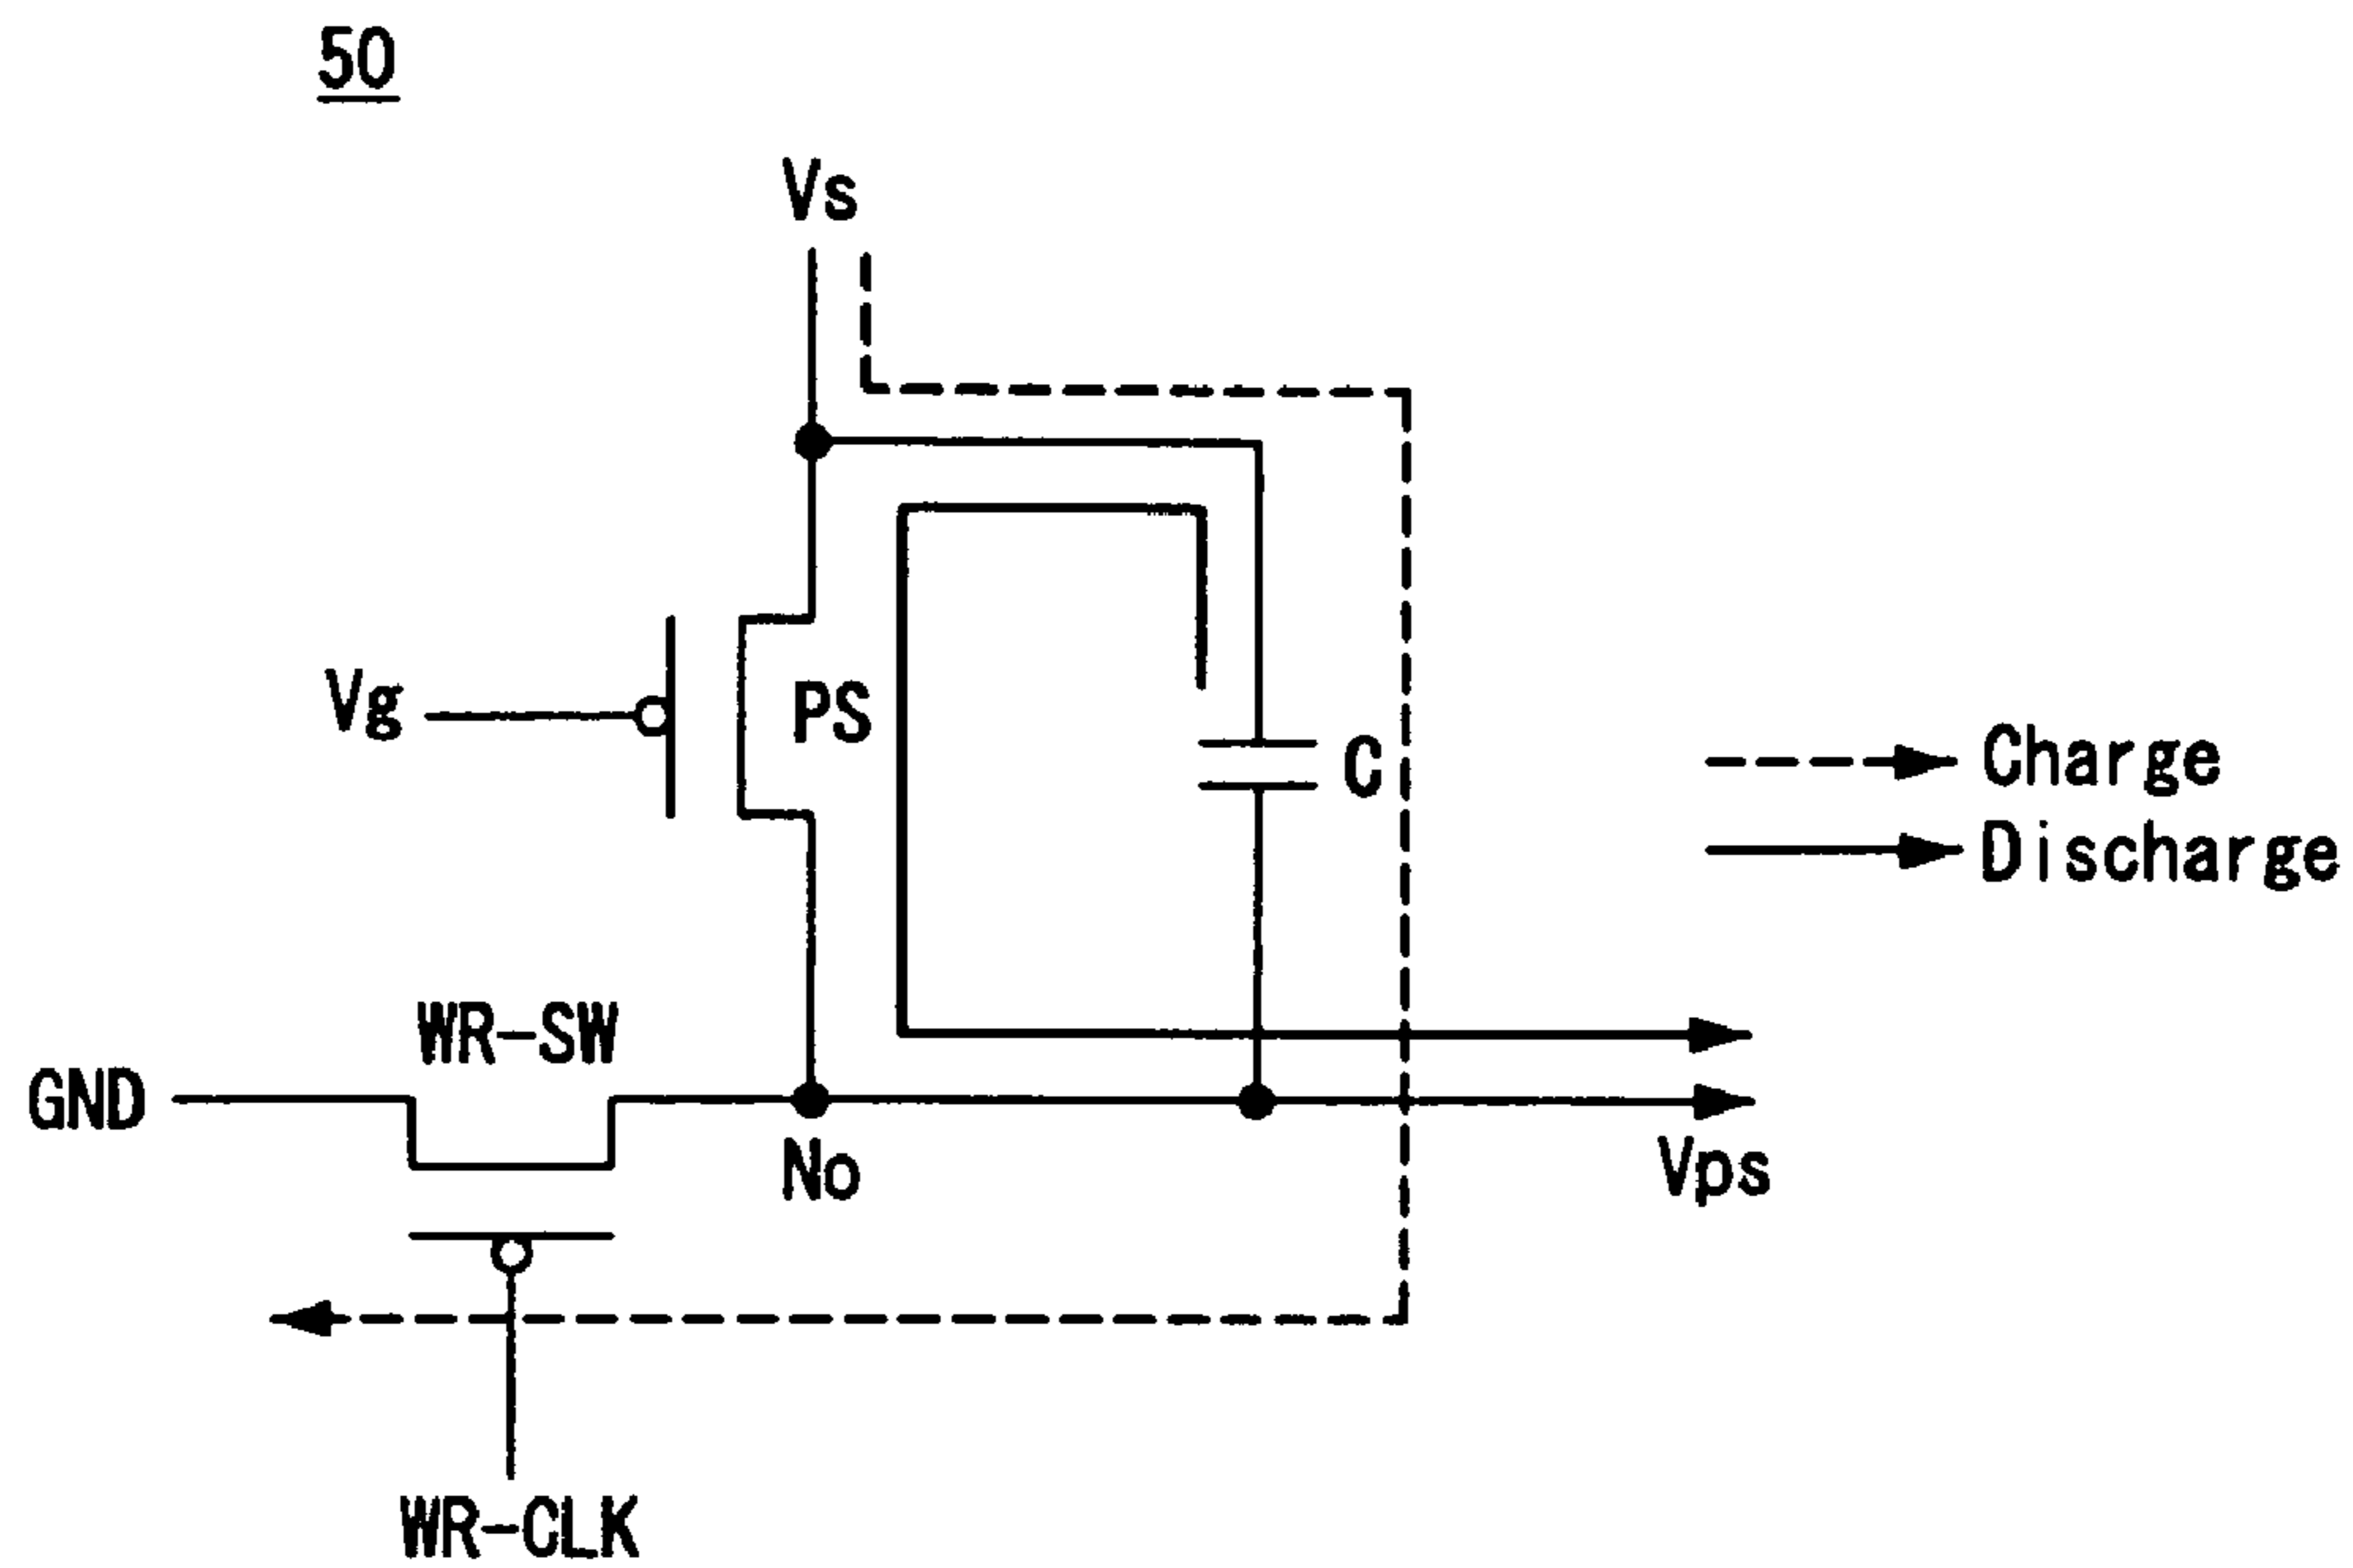 50
Vs
Vg
PS
C
Charge
Discharge
WR-SW
GND
No
Vps
WR-CLK